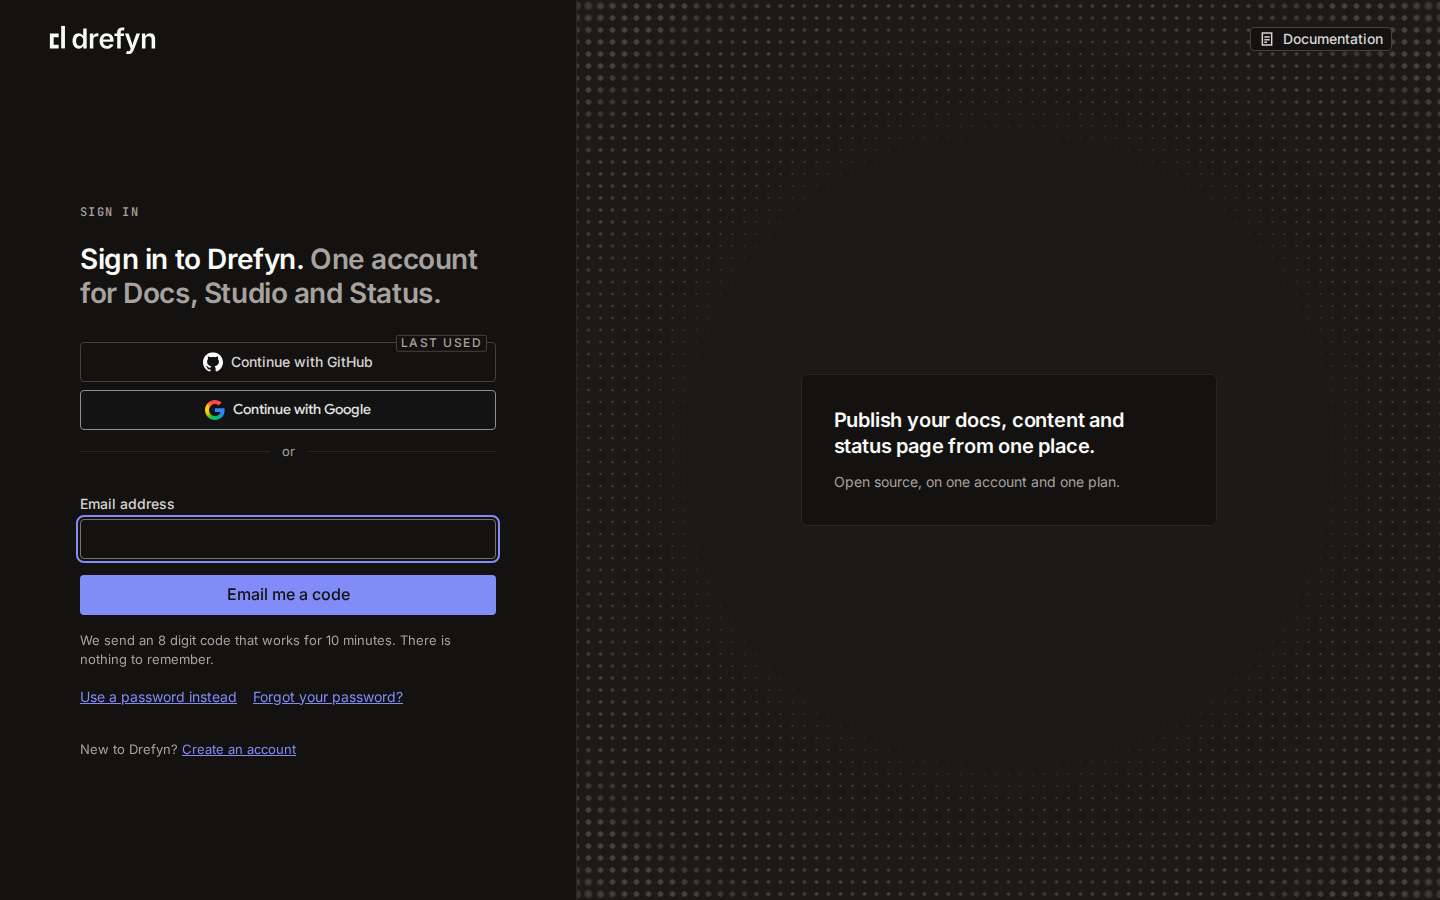 drefyn
Documentation
SIGN IN
Sign in to Drefyn. One account
for Docs, Studio and Status.
LAST USED
Continue with GitHub
Continue with Google
or
Email address
Email me a code
We send an 8 digit code that works for 10 minutes. There is
nothing to remember.
Use a password instead Forgot your password?
New to Drefyn? Create an account
Publish your docs, content and
status page from one place.
Open source, on one account and one plan.